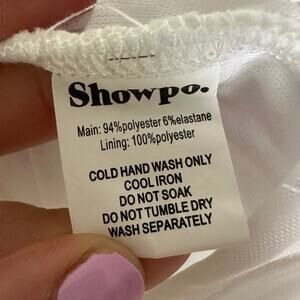 Showpo.
Main: 94%polyester 6%elastane
Lining: 100%polyester
COLD HAND WASH ONLY
COOL IRON
DO NOT SOAK
DO NOT TUMBLE DRY
WASH SEPARATELY